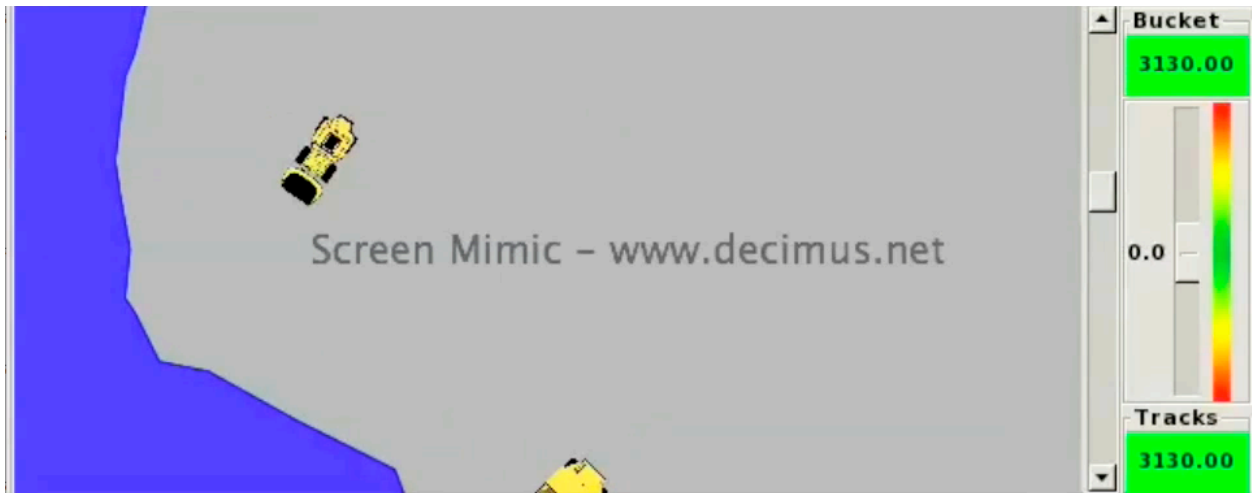 Bucket
3130.00
Screen Mimic – www.decimus.net
0.0
Tracks
3130.00